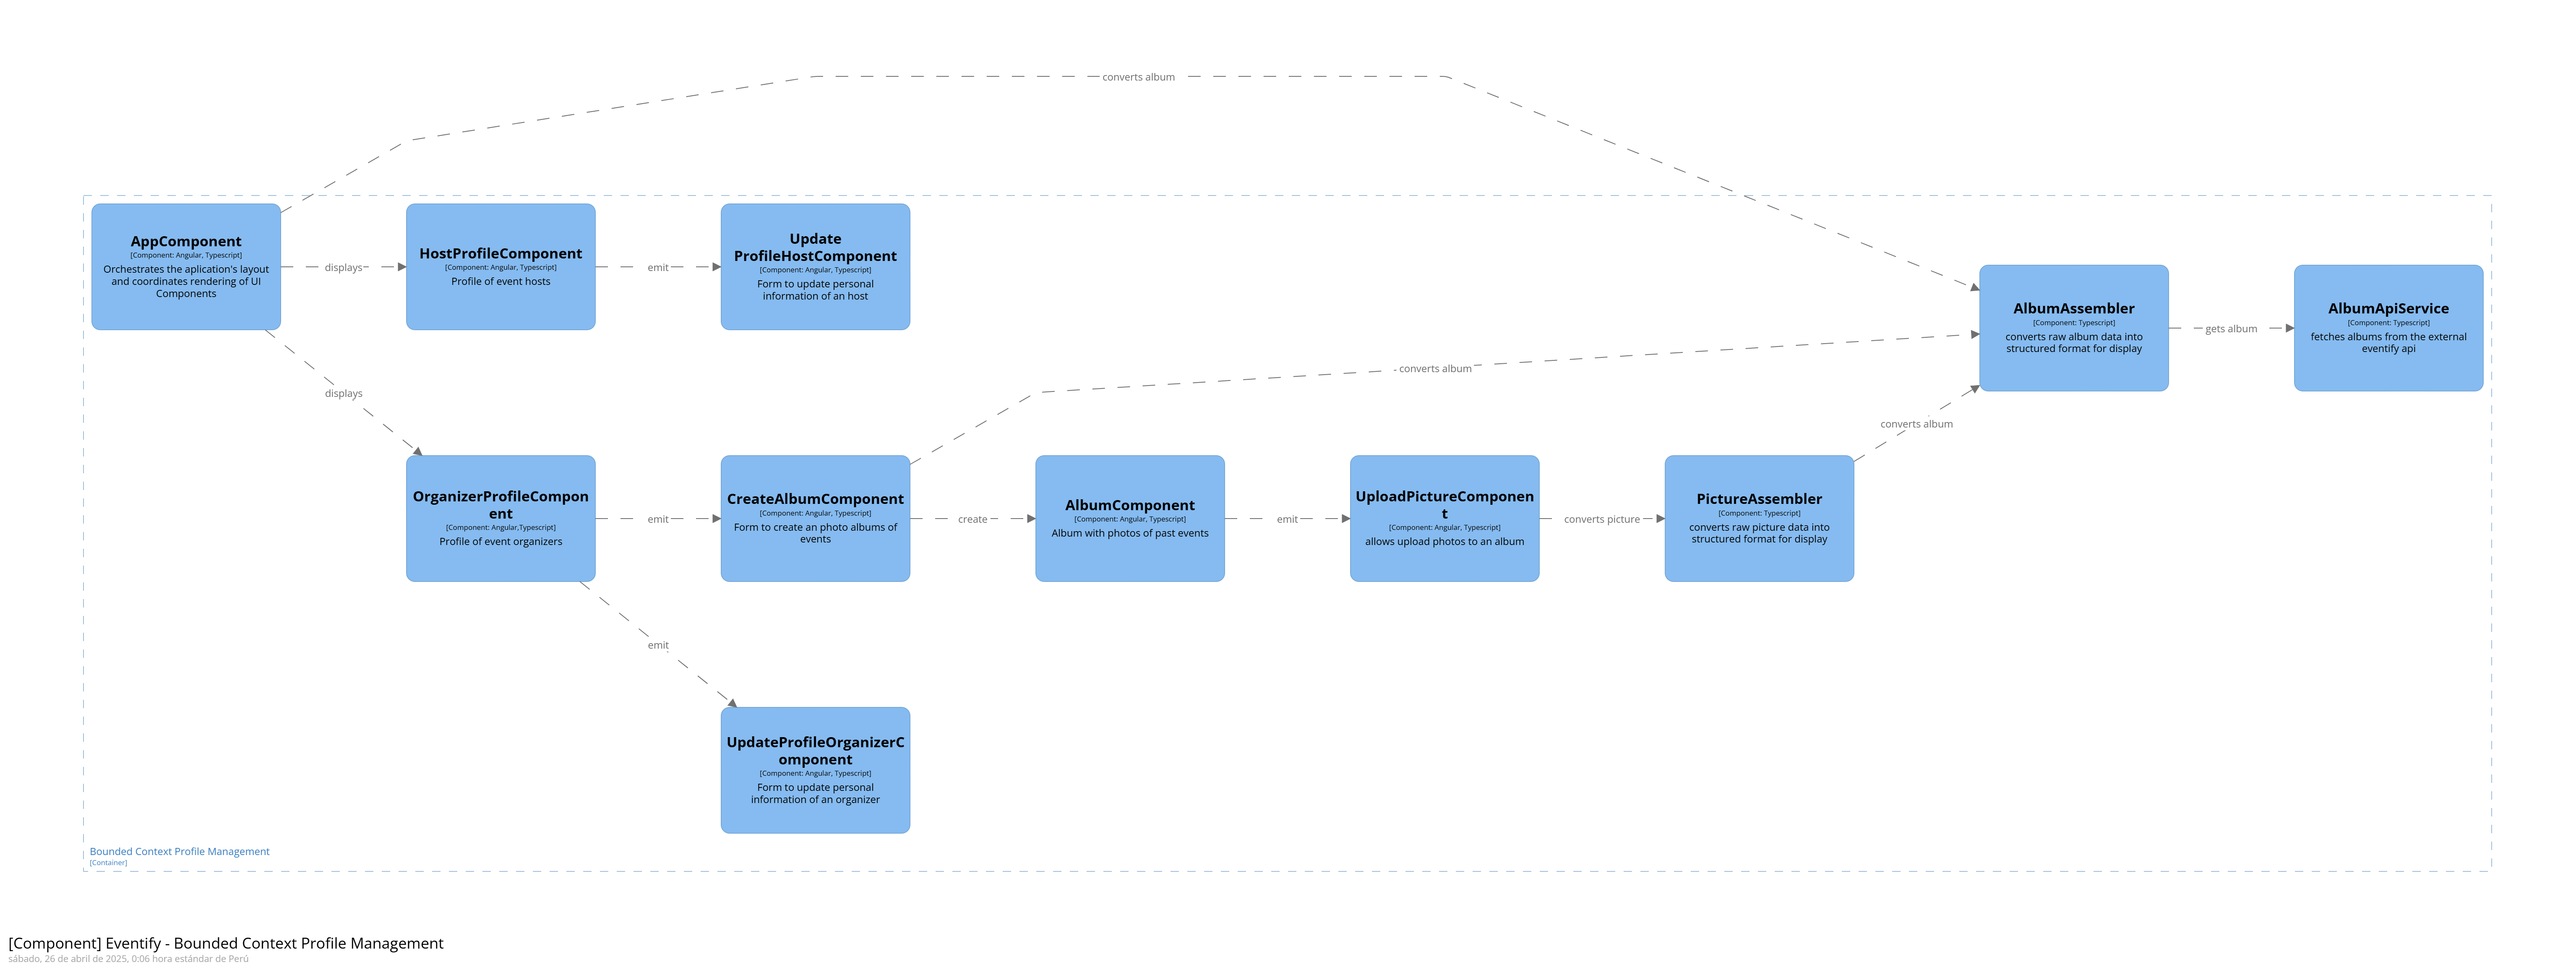 converts album
AppComponent
[Component: Angular, Typescript]
Orchestrates the aplication's layout
and coordinates rendering of UI
Components
displays
HostProfileComponent
[Component: Angular, Typescript]
Profile of event hosts
emit
Update
ProfileHostComponent
[Component: Angular, Typescript]
Form to update personal
information of an host
AlbumAssembler
[Component: Typescript]
converts raw album data into
structured format for display
gets album
AlbumApiService
[Component: Typescript]
fetches albums from the external
eventify api
converts album
displays
converts album
OrganizerProfileCompon
ent
[Component: Angular,Typescript]
Profile of event organizers
emit
CreateAlbumComponent
[Component: Angular, Typescript]
Form to create an photo albums of
events
create
AlbumComponent
[Component: Angular, Typescript]
Album with photos of past events
emit
UploadPictureComponen
t
[Component: Angular, Typescript]
allows upload photos to an album
converts picture
PictureAssembler
[Component: Typescript]
converts raw picture data into
structured format for display
emit
UpdateProfileOrganizerC
omponent
[Component: Angular, Typescript]
Form to update personal
information of an organizer
Bounded Context Profile Management
[Container]
[Component] Eventify - Bounded Context Profile Management
sábado, 26 de abril de 2025, 0:06 hora estándar de Perú